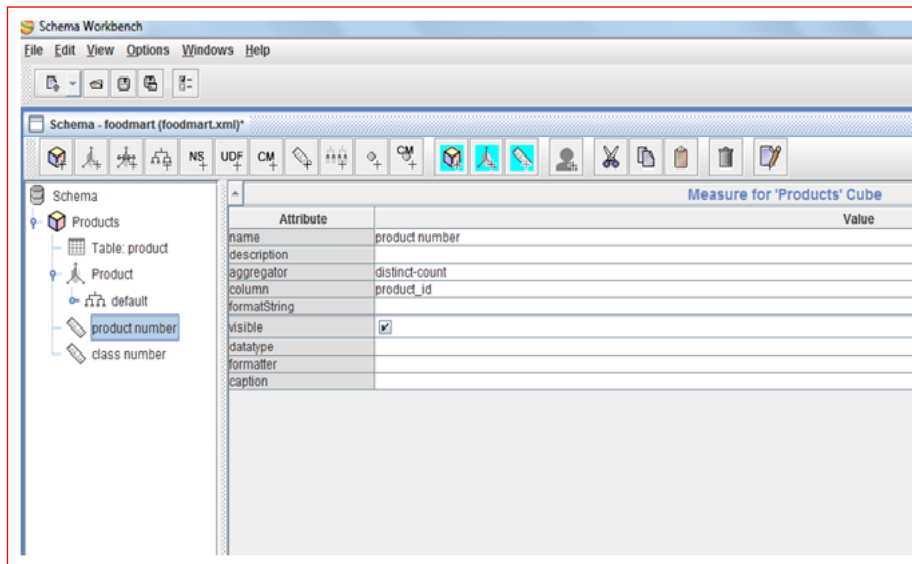 Schema Workbench
File Edit View Options Windows Help
Schema - foodmart (foodmart.xml)*
NS UDF CM CM
Schema
Products
Table: product
Product
default
product number
class number
Measure for 'Products' Cube
Attribute Value
name product number
description
aggregator distinct-count
column product_id
formatString
visible
datatype
formatter
caption